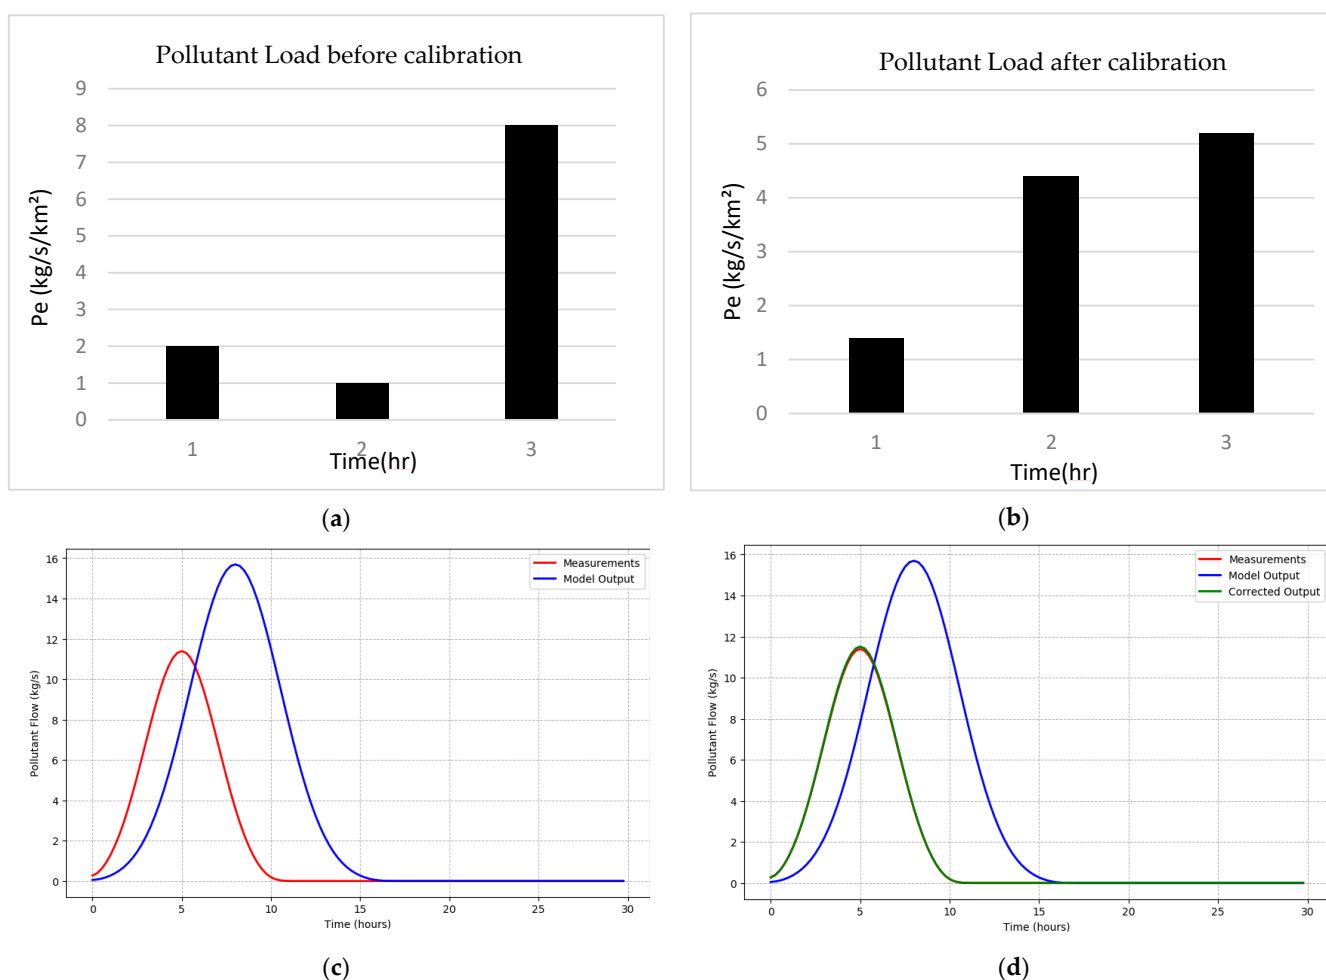 Pollutant Load before calibration
9
8
7
6
5
4
3
2
1
0
Pe (kg/s/km²)
1 2 3
Time(hr)
(a)
Pollutant Load after calibration
6
5
4
3
2
1
0
Pe (kg/s/km²)
1 2 3
Time(hr)
(b)
16
14
12
10
8
6
4
2
0
Pollutant Flow (kg/s)
Measurements
Model Output
0 5 10 15 20 25 30
Time (hours)
(c)
16
14
12
10
8
6
4
2
0
Pollutant Flow (kg/s)
Measurements
Model Output
Corrected Output
0 5 10 15 20 25 30
Time (hours)
(d)